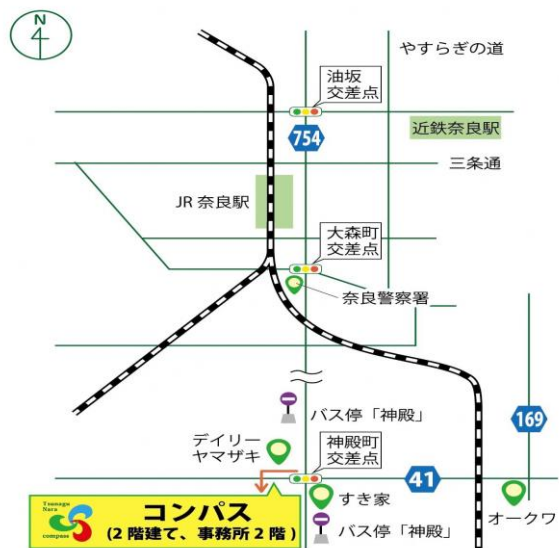 N
やすらぎの道
油坂
交差点
754
近鉄奈良駅
三条通
JR 奈良駅
大森町
交差点
奈良警察署
バス停「神殿」
169
デイリー
ヤマザキ
神殿町
交差点
41
すき家
オークワ
Tsunagu
Nara
compass
コンパス
(2階建て、事務所2階)
バス停「神殿」